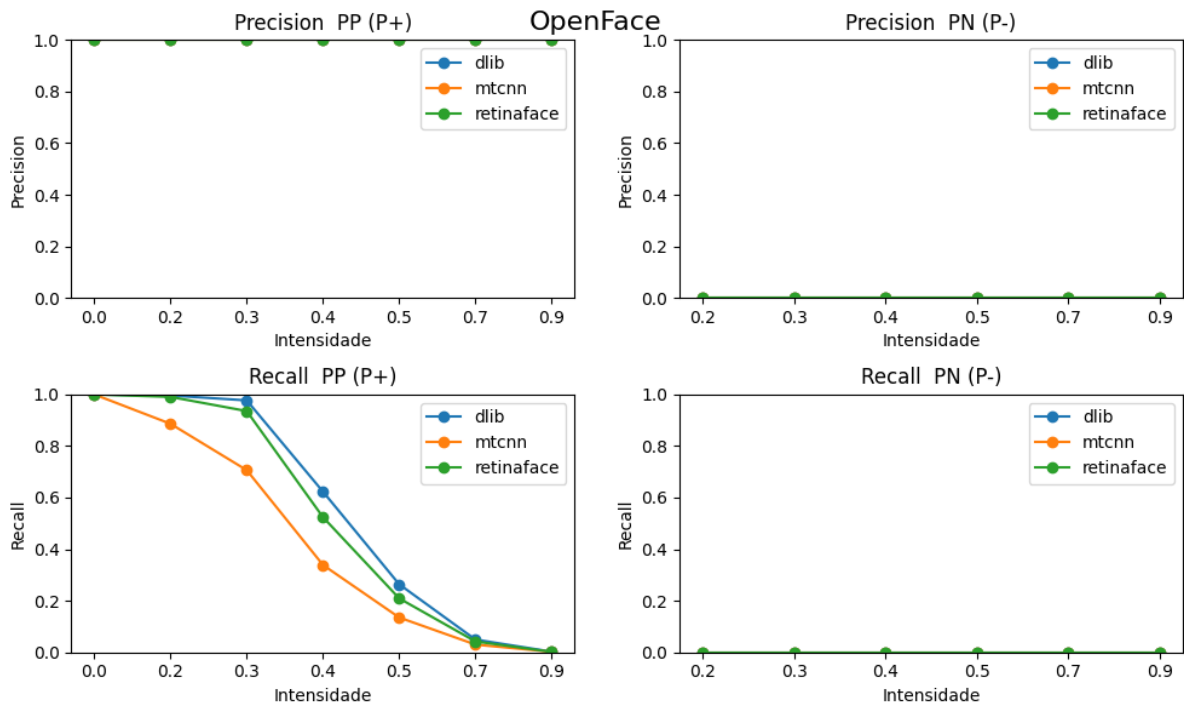 OpenFace
Precision  PP (P+)
1.0
0.8
0.6
0.4
0.2
0.0
Precision
dlib
mtcnn
retinaface
0.0 0.2 0.3 0.4 0.5 0.7 0.9
Intensidade
Precision  PN (P-)
1.0
0.8
0.6
0.4
0.2
0.0
Precision
dlib
mtcnn
retinaface
0.2 0.3 0.4 0.5 0.7 0.9
Intensidade
Recall  PP (P+)
1.0
0.8
0.6
0.4
0.2
0.0
Recall
dlib
mtcnn
retinaface
0.0 0.2 0.3 0.4 0.5 0.7 0.9
Intensidade
Recall  PN (P-)
1.0
0.8
0.6
0.4
0.2
0.0
Recall
dlib
mtcnn
retinaface
0.2 0.3 0.4 0.5 0.7 0.9
Intensidade